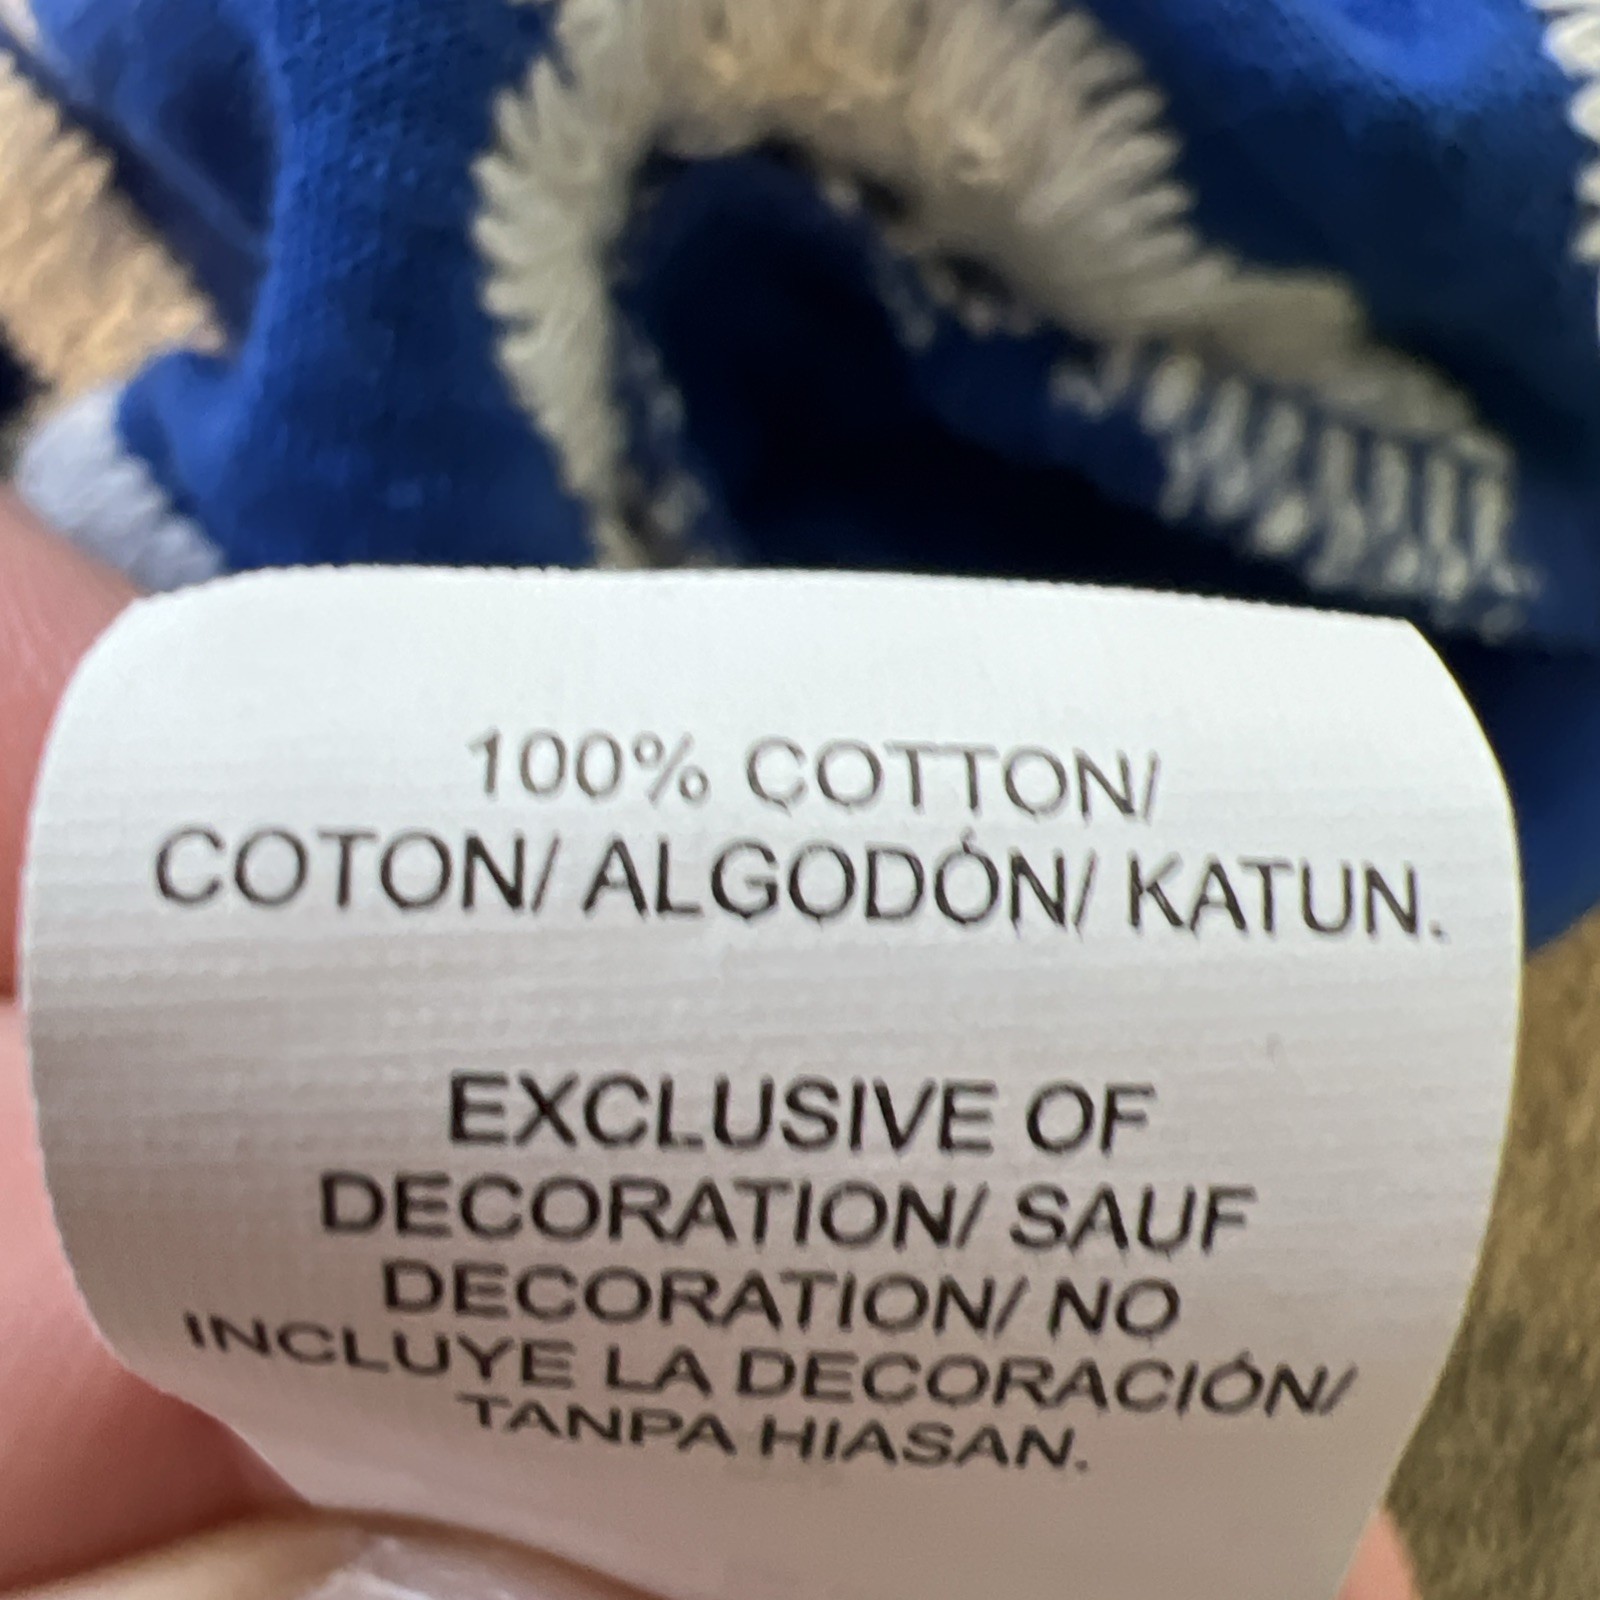 100% COTTON/
COTON/ ALGODÓN/ KATUN.
EXCLUSIVE OF
DECORATION/ SAUF
DECORATION/ NO
INCLUYE LA DECORACIÓN/
TANPA HIASAN.